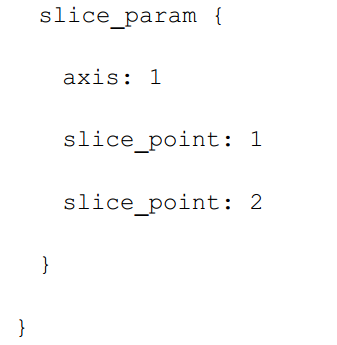 slice_param {
axis: 1
slice_point: 1
slice_point: 2
}
}